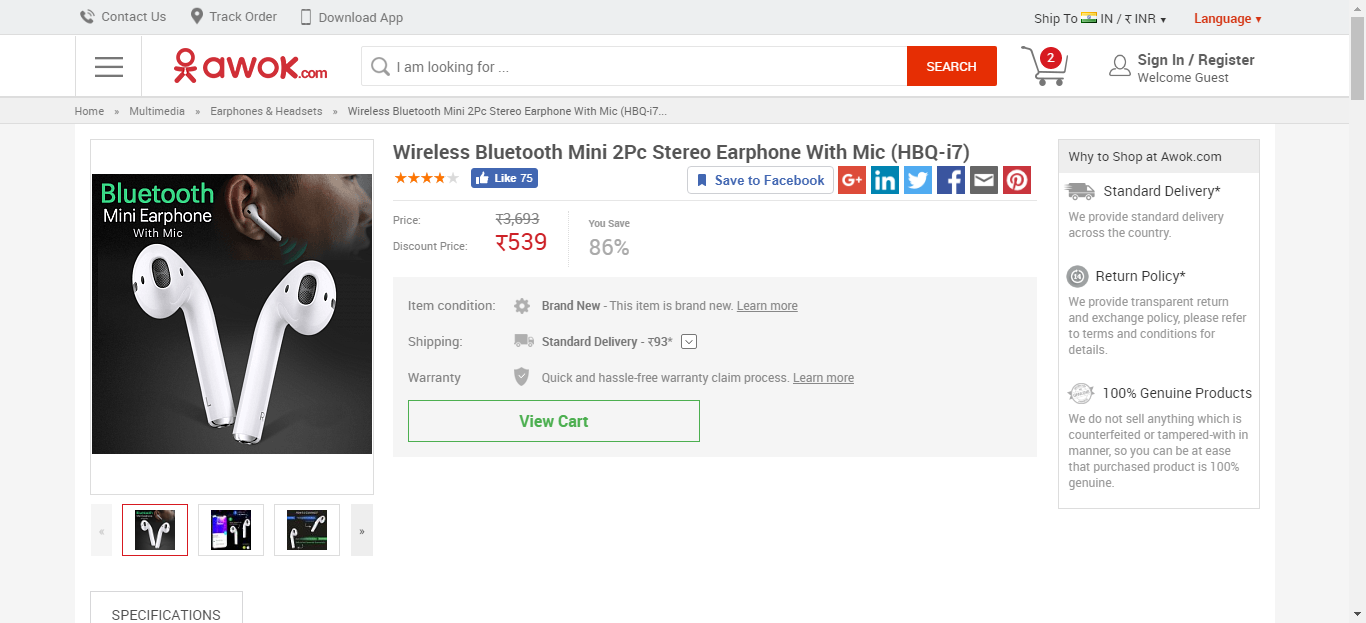 Contact Us
Track Order
Download App
Ship To IN / ₹ INR ▾
Language ▾
awok.com
I am looking for ...
SEARCH
2
Sign In / Register
Welcome Guest
Home » Multimedia » Earphones & Headsets » Wireless Bluetooth Mini 2Pc Stereo Earphone With Mic (HBQ-i7...
Bluetooth
Mini Earphone
With Mic
L
R
«
»
Wireless Bluetooth Mini 2Pc Stereo Earphone With Mic (HBQ-i7)
Like 75
Save to Facebook
G+
in
Price:
₹3,693
Discount Price:
₹539
You Save
86%
Item condition:
Brand New - This item is brand new. Learn more
Shipping:
Standard Delivery - ₹93*
Warranty
Quick and hassle-free warranty claim process. Learn more
View Cart
Why to Shop at Awok.com
Standard Delivery*
We provide standard delivery
across the country.
14
Return Policy*
We provide transparent return
and exchange policy, please refer
to terms and conditions for
details.
100% Genuine Products
We do not sell anything which is
counterfeited or tampered-with in
manner, so you can be at ease
that purchased product is 100%
genuine.
SPECIFICATIONS